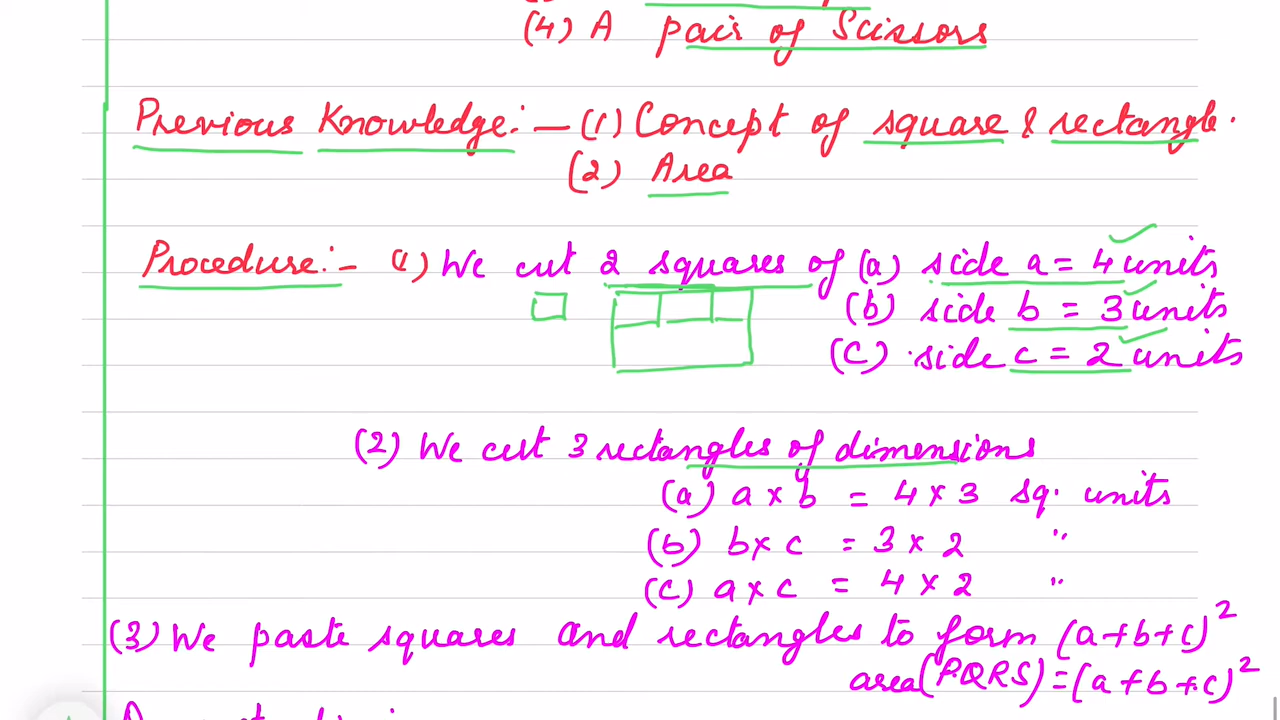 (4) A pair of Scissors
Previous Knowledge:- (1) Concept of square & rectangle.
(2) Area
Procedure:- (1) We cut 2 squares of (a) side a = 4 units
(b) side b = 3 units
(C) side c = 2 units
(2) We cut 3 rectangles of dimensions
(a) a × b = 4 × 3 sq. units
(b) b × c = 3 × 2 "
(C) a × c = 4 × 2 "
(3) We paste squares and rectangles to form (a+b+c)²
area(PQRS) = (a+b+c)²